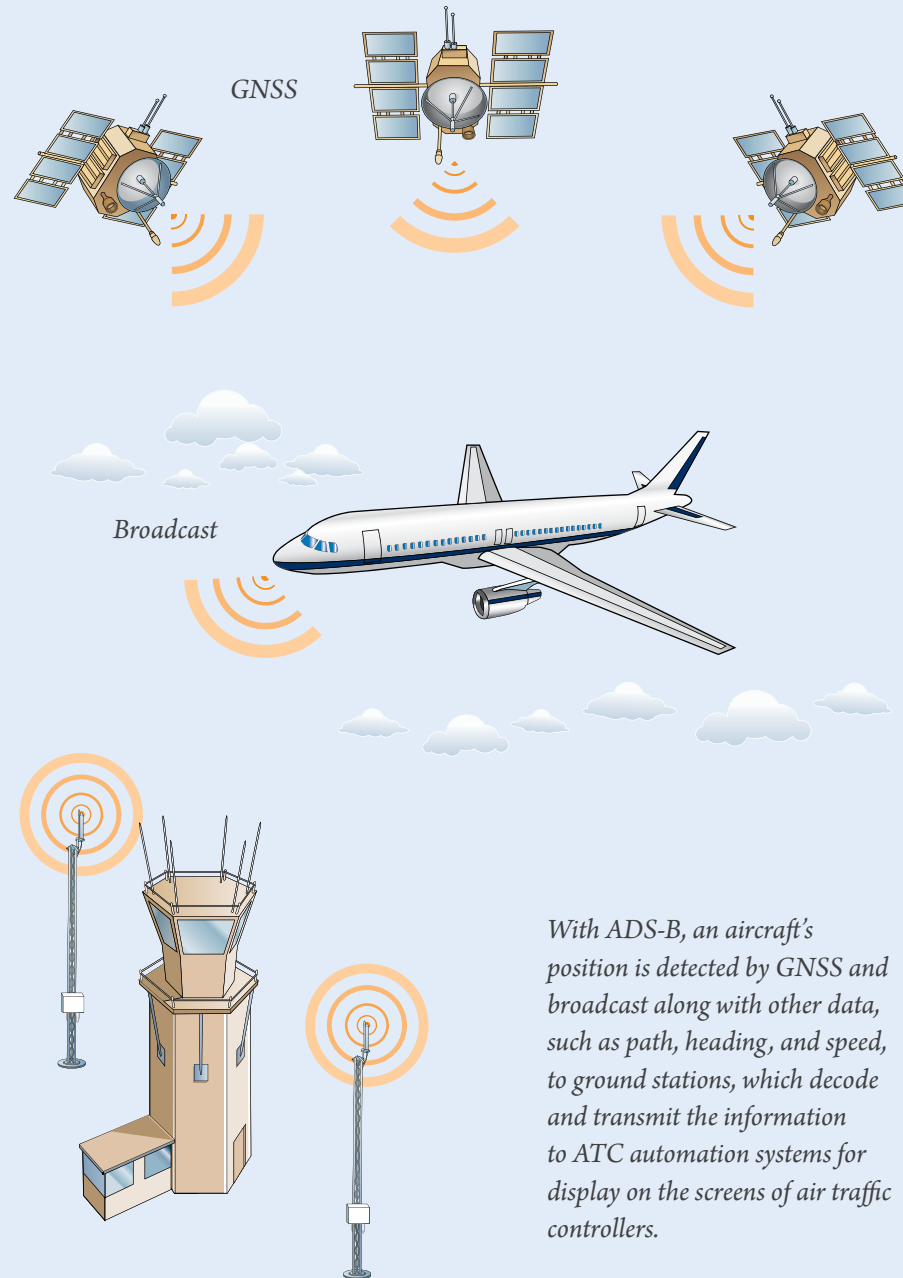 GNSS
Broadcast
With ADS-B, an aircraft’s
position is detected by GNSS and
broadcast along with other data,
such as path, heading, and speed,
to ground stations, which decode
and transmit the information
to ATC automation systems for
display on the screens of air traffic
controllers.